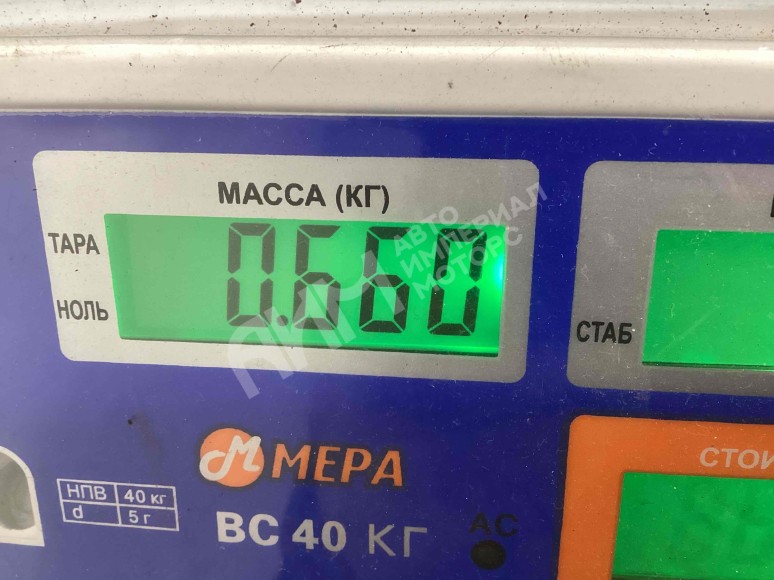 МАССА (КГ)
ТАРА
0.660
НОЛЬ
СТАБ
АВТО
ИМПЕРИАЛ
МОТОРС
МЕРА
СТОИ
НПВ 40 кг
d 5 г
ВС 40 КГ
AC